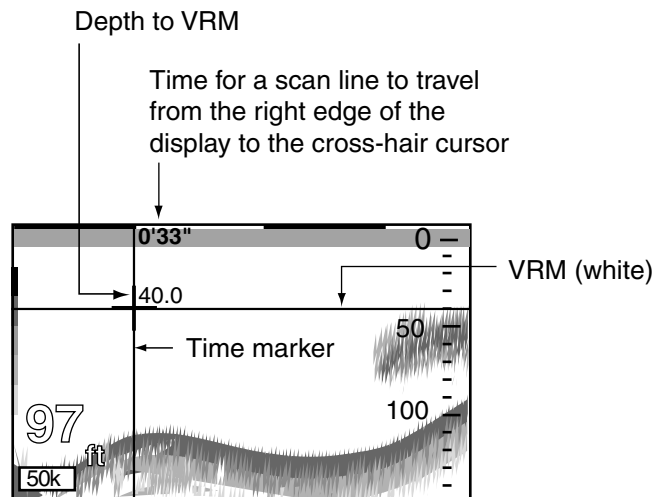 Depth to VRM
Time for a scan line to travel
from the right edge of the
display to the cross-hair cursor
0'33"
0
40.0
VRM (white)
50
Time marker
97
100
ft
50k